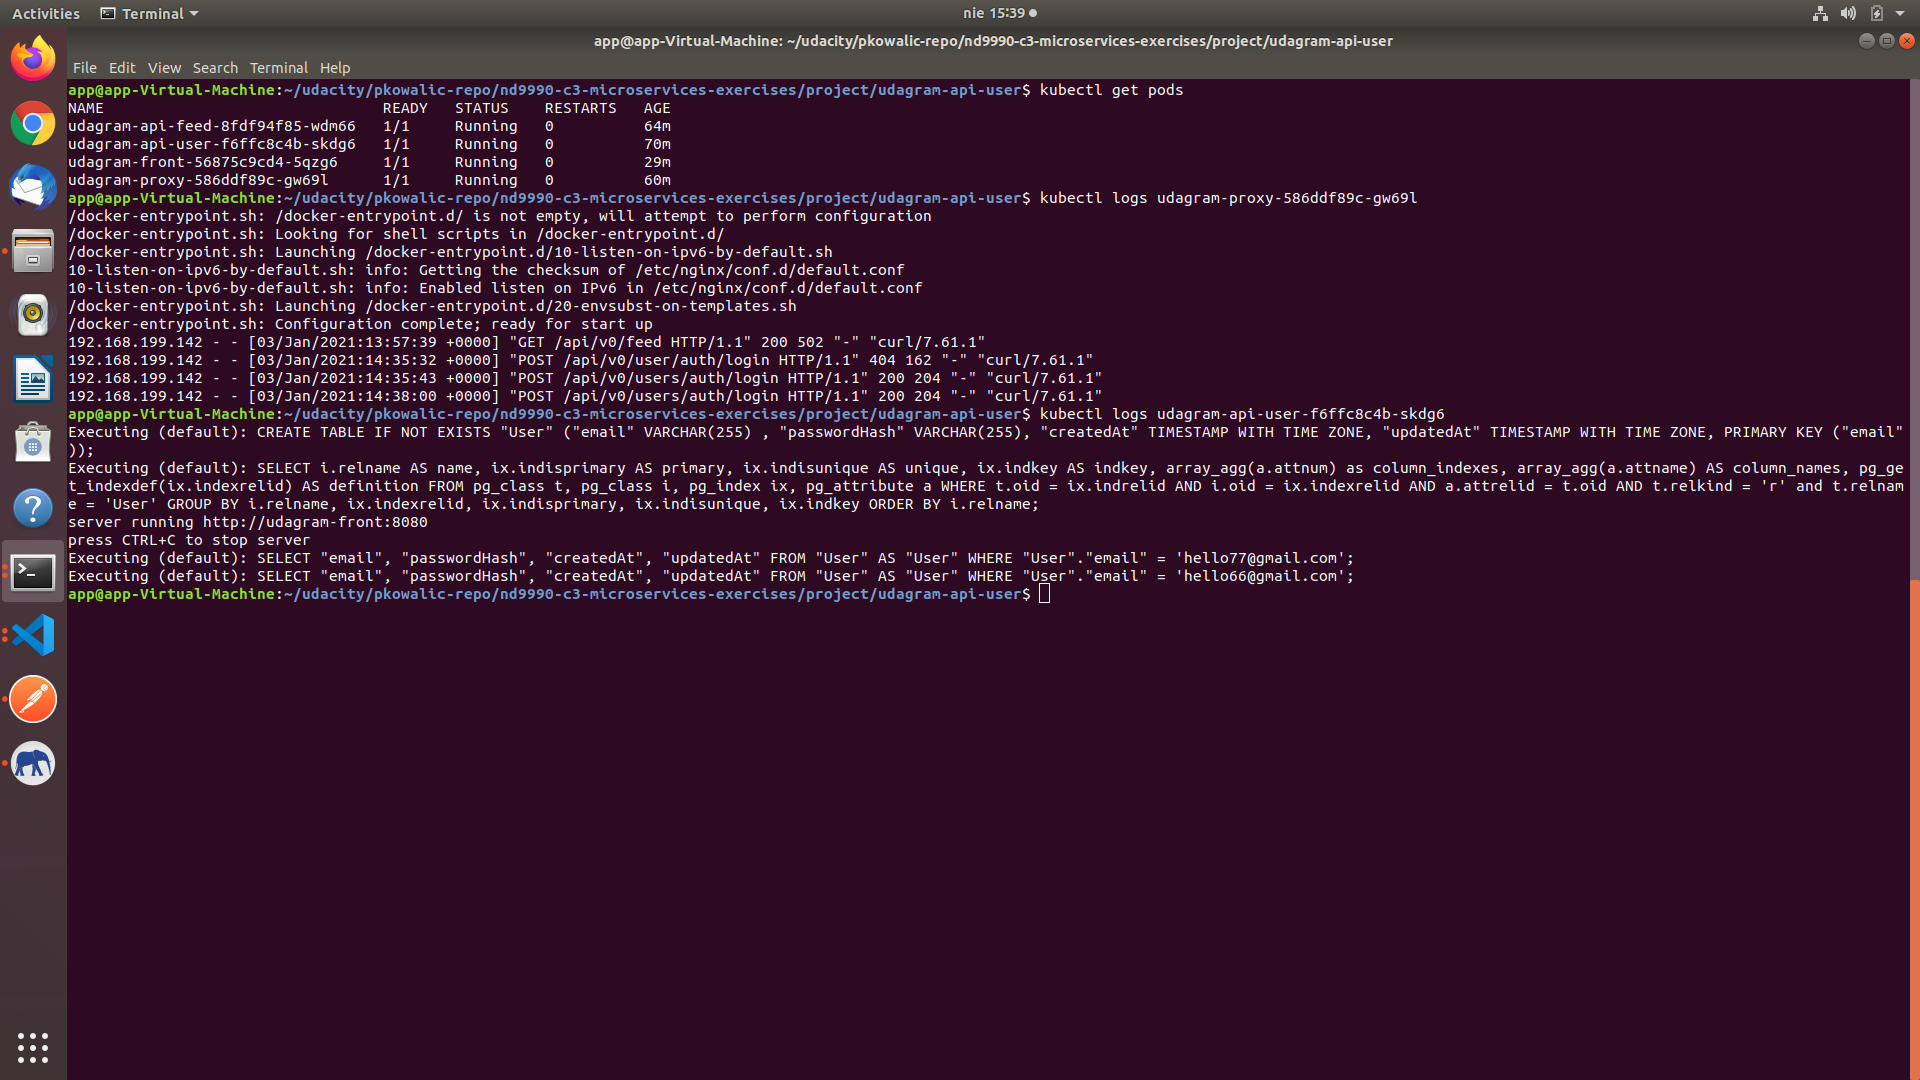 Activities Terminal nie 15:39
app@app-Virtual-Machine: ~/udacity/pkowalic-repo/nd9990-c3-microservices-exercises/project/udagram-api-user
File Edit View Search Terminal Help
app@app-Virtual-Machine:~/udacity/pkowalic-repo/nd9990-c3-microservices-exercises/project/udagram-api-user$ kubectl get pods
NAME READY STATUS RESTARTS AGE
udagram-api-feed-8fdf94f85-wdm66 1/1 Running 0 64m
udagram-api-user-f6ffc8c4b-skdg6 1/1 Running 0 70m
udagram-front-56875c9cd4-5qzg6 1/1 Running 0 29m
udagram-proxy-586ddf89c-gw69l 1/1 Running 0 60m
app@app-Virtual-Machine:~/udacity/pkowalic-repo/nd9990-c3-microservices-exercises/project/udagram-api-user$ kubectl logs udagram-proxy-586ddf89c-gw69l
/docker-entrypoint.sh: /docker-entrypoint.d/ is not empty, will attempt to perform configuration
/docker-entrypoint.sh: Looking for shell scripts in /docker-entrypoint.d/
/docker-entrypoint.sh: Launching /docker-entrypoint.d/10-listen-on-ipv6-by-default.sh
10-listen-on-ipv6-by-default.sh: info: Getting the checksum of /etc/nginx/conf.d/default.conf
10-listen-on-ipv6-by-default.sh: info: Enabled listen on IPv6 in /etc/nginx/conf.d/default.conf
/docker-entrypoint.sh: Launching /docker-entrypoint.d/20-envsubst-on-templates.sh
/docker-entrypoint.sh: Configuration complete; ready for start up
192.168.199.142 - - [03/Jan/2021:13:57:39 +0000] "GET /api/v0/feed HTTP/1.1" 200 502 "-" "curl/7.61.1"
192.168.199.142 - - [03/Jan/2021:14:35:32 +0000] "POST /api/v0/user/auth/login HTTP/1.1" 404 162 "-" "curl/7.61.1"
192.168.199.142 - - [03/Jan/2021:14:35:43 +0000] "POST /api/v0/users/auth/login HTTP/1.1" 200 204 "-" "curl/7.61.1"
192.168.199.142 - - [03/Jan/2021:14:38:00 +0000] "POST /api/v0/users/auth/login HTTP/1.1" 200 204 "-" "curl/7.61.1"
app@app-Virtual-Machine:~/udacity/pkowalic-repo/nd9990-c3-microservices-exercises/project/udagram-api-user$ kubectl logs udagram-api-user-f6ffc8c4b-skdg6
Executing (default): CREATE TABLE IF NOT EXISTS "User" ("email" VARCHAR(255) , "passwordHash" VARCHAR(255), "createdAt" TIMESTAMP WITH TIME ZONE, "updatedAt" TIMESTAMP WITH TIME ZONE, PRIMARY KEY ("email"
));
Executing (default): SELECT i.relname AS name, ix.indisprimary AS primary, ix.indisunique AS unique, ix.indkey AS indkey, array_agg(a.attnum) as column_indexes, array_agg(a.attname) AS column_names, pg_ge
t_indexdef(ix.indexrelid) AS definition FROM pg_class t, pg_class i, pg_index ix, pg_attribute a WHERE t.oid = ix.indrelid AND i.oid = ix.indexrelid AND a.attrelid = t.oid AND t.relkind = 'r' and t.relnam
e = 'User' GROUP BY i.relname, ix.indexrelid, ix.indisprimary, ix.indisunique, ix.indkey ORDER BY i.relname;
server running http://udagram-front:8080
press CTRL+C to stop server
Executing (default): SELECT "email", "passwordHash", "createdAt", "updatedAt" FROM "User" AS "User" WHERE "User"."email" = 'hello77@gmail.com';
Executing (default): SELECT "email", "passwordHash", "createdAt", "updatedAt" FROM "User" AS "User" WHERE "User"."email" = 'hello66@gmail.com';
app@app-Virtual-Machine:~/udacity/pkowalic-repo/nd9990-c3-microservices-exercises/project/udagram-api-user$